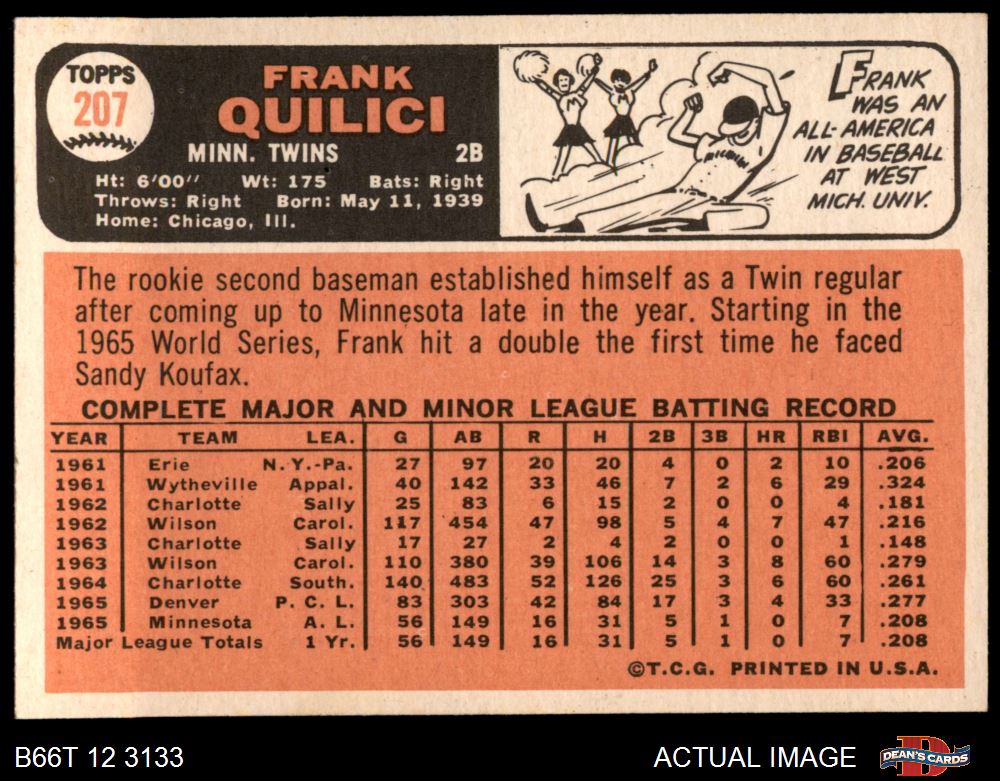 TOPPS
207
FRANK
QUILICI
MINN. TWINS 2B
Ht: 6'00" Wt: 175 Bats: Right
Throws: Right Born: May 11, 1939
Home: Chicago, Ill.
FRANK
WAS AN
ALL-AMERICA
IN BASEBALL
AT WEST
MICH. UNIV.
M
M
The rookie second baseman established himself as a Twin regular
after coming up to Minnesota late in the year. Starting in the
1965 World Series, Frank hit a double the first time he faced
Sandy Koufax.
COMPLETE MAJOR AND MINOR LEAGUE BATTING RECORD
YEAR TEAM LEA. G AB R H 2B 3B HR RBI AVG.
1961 Erie N.Y.-Pa. 27 97 20 20 4 0 2 10 .206
1961 Wytheville Appal. 40 142 33 46 7 2 6 29 .324
1962 Charlotte Sally 25 83 6 15 2 0 0 4 .181
1962 Wilson Carol. 117 454 47 98 5 4 7 47 .216
1963 Charlotte Sally 17 27 2 4 2 0 0 1 .148
1963 Wilson Carol. 110 380 39 106 14 3 8 60 .279
1964 Charlotte South. 140 483 52 126 25 3 6 60 .261
1965 Denver P. C. L. 83 303 42 84 17 3 4 33 .277
1965 Minnesota A. L. 56 149 16 31 5 1 0 7 .208
Major League Totals 1 Yr. 56 149 16 31 5 1 0 7 .208
©T.C.G. PRINTED IN U.S.A.
B66T 12 3133 ACTUAL IMAGE DEAN'S CARDS